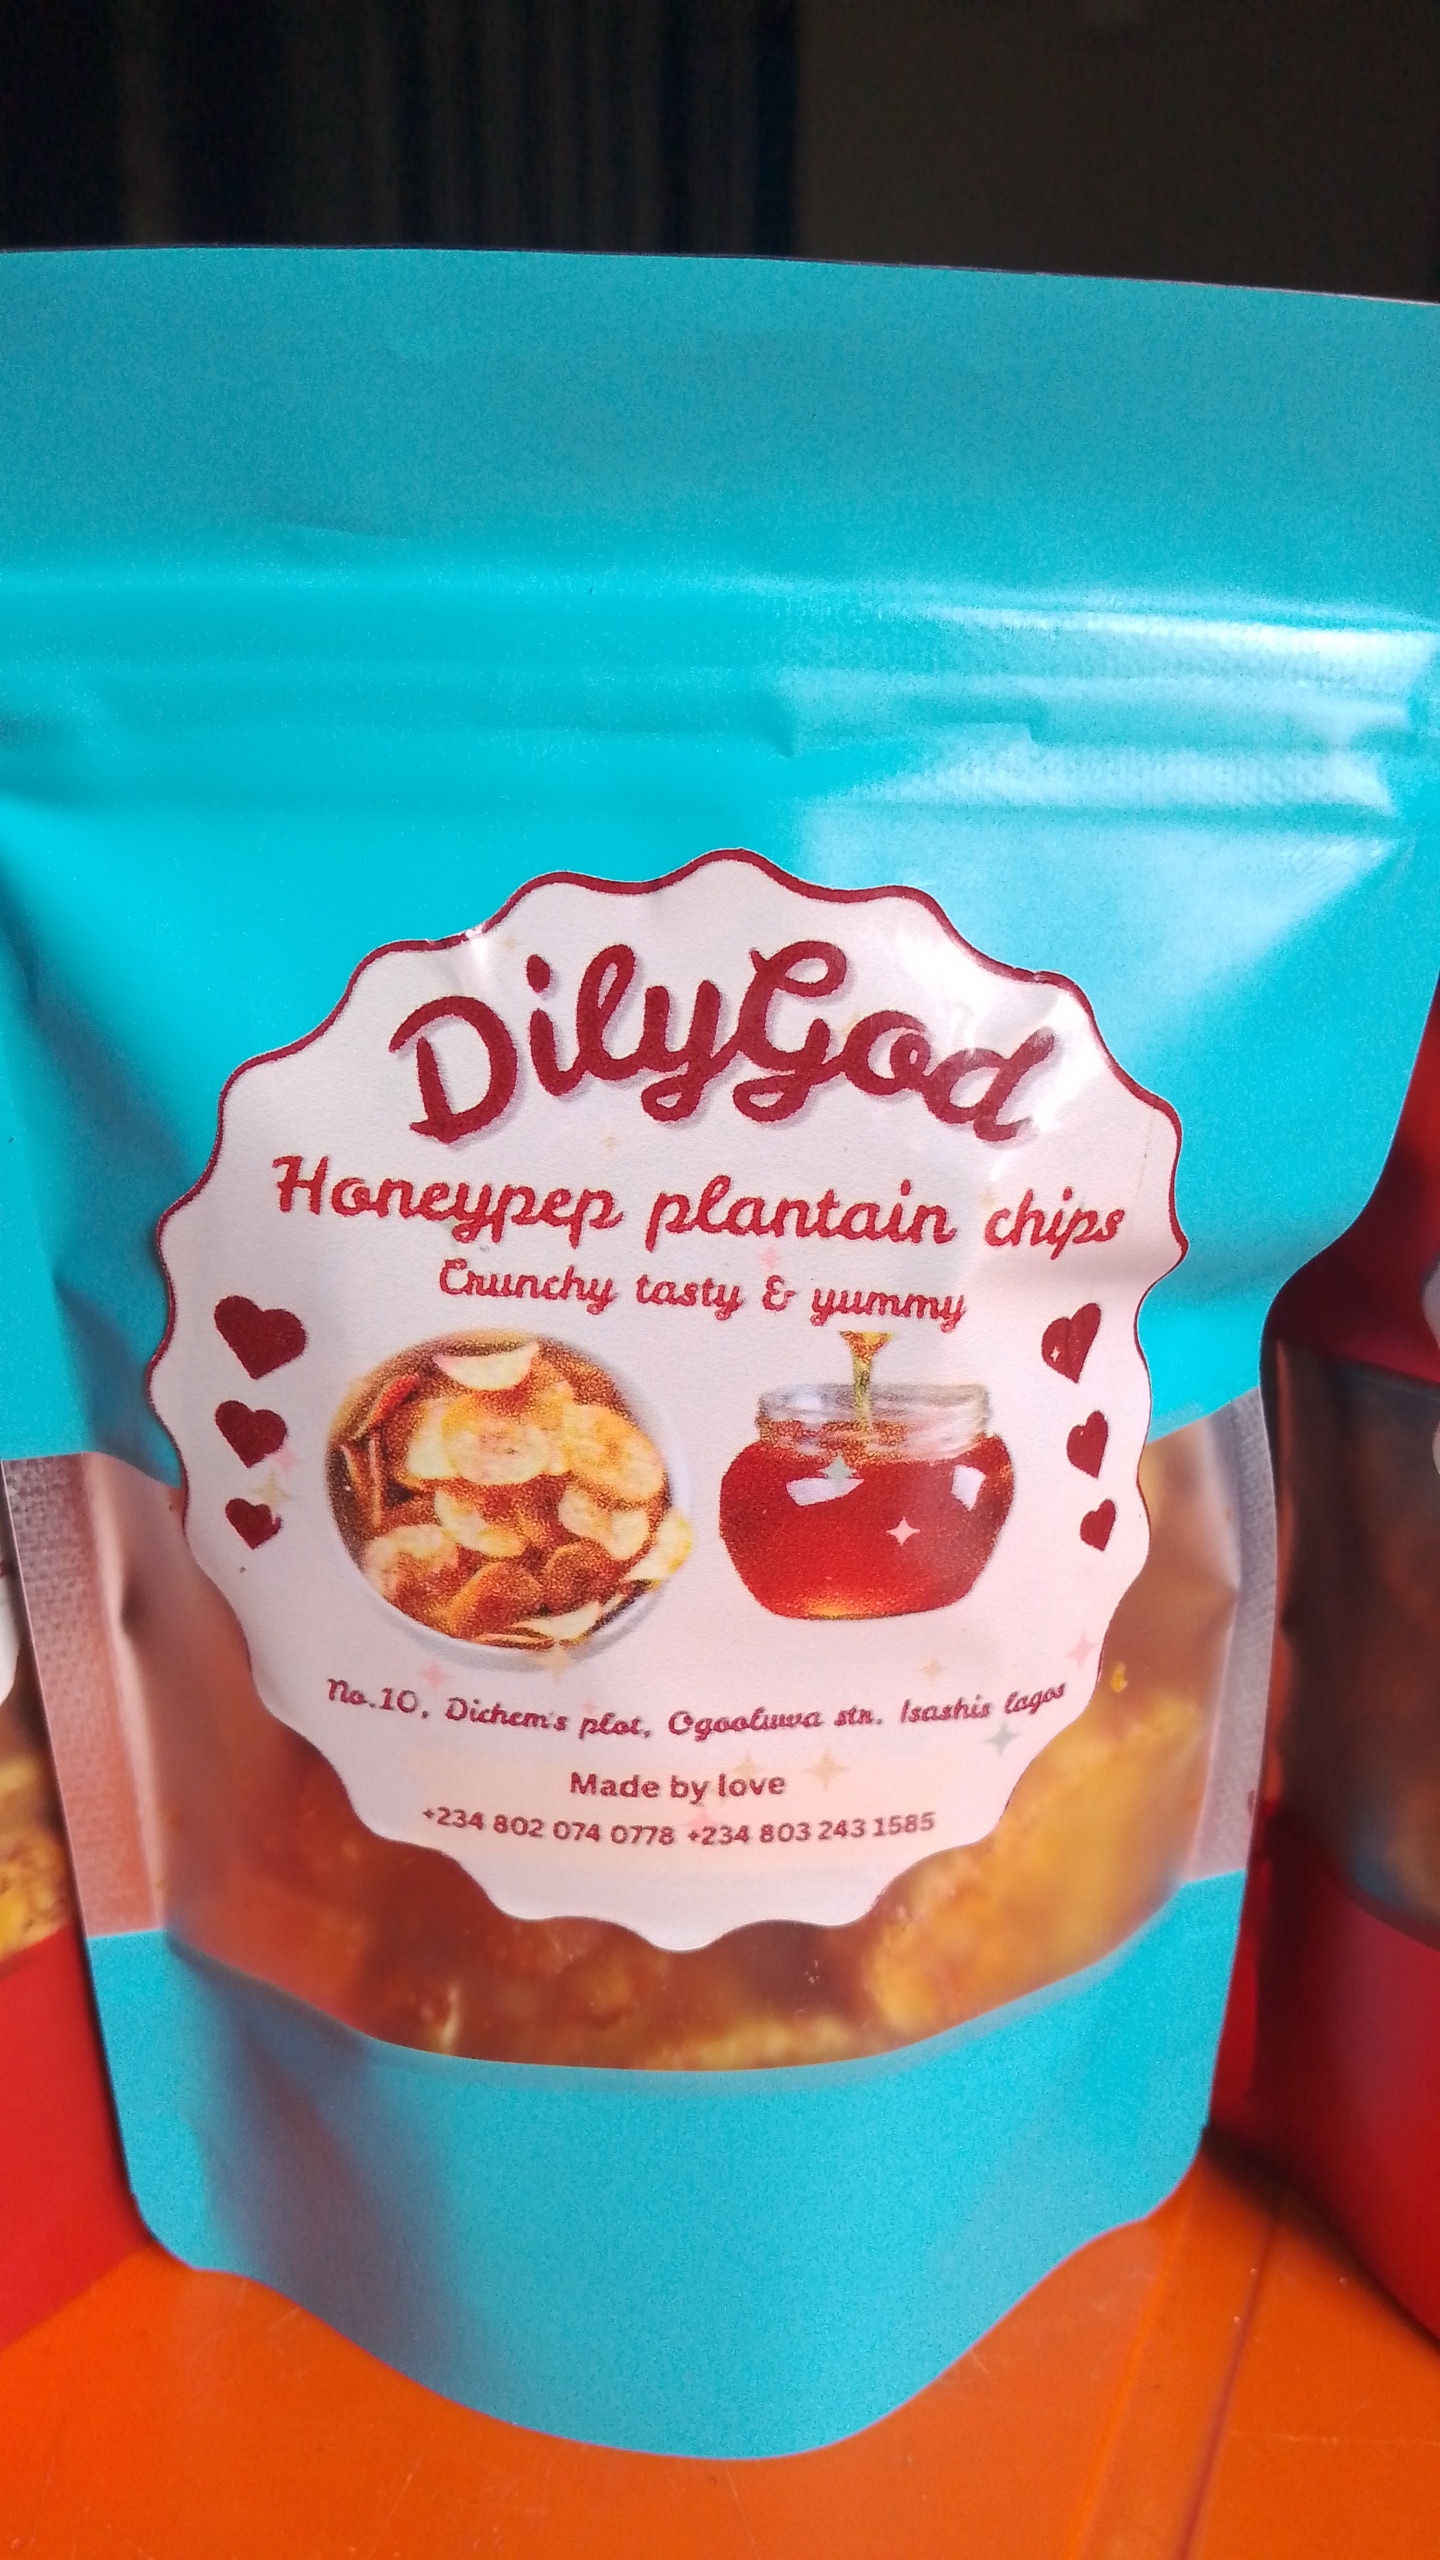 DilyGod
Honeypep plantain chips
Crunchy tasty & yummy
No.10, Dichem's plot, Ogooluwa str. Isashis lagos
Made by love
+234 802 074 0778 +234 803 243 1585